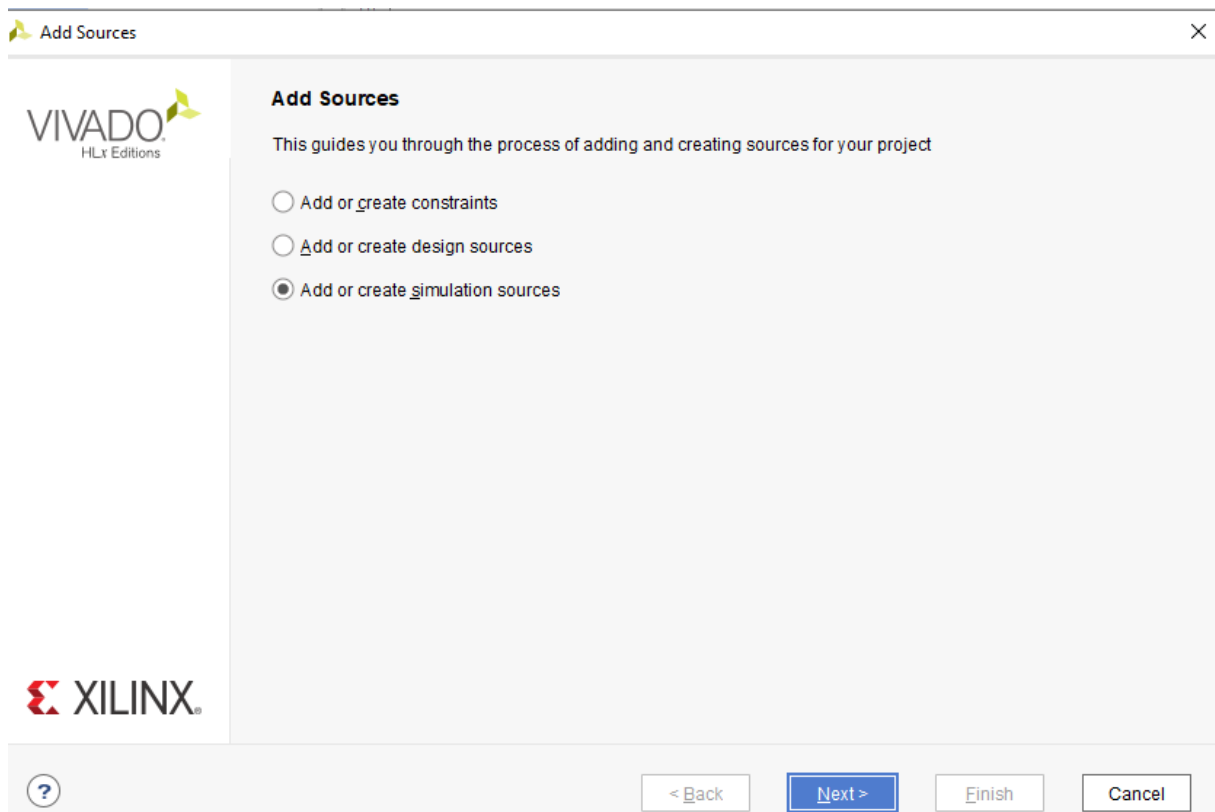 Add Sources
VIVADO
HLx Editions
Add Sources
This guides you through the process of adding and creating sources for your project
Add or create constraints
Add or create design sources
Add or create simulation sources
XILINX
?
< Back
Next >
Finish
Cancel